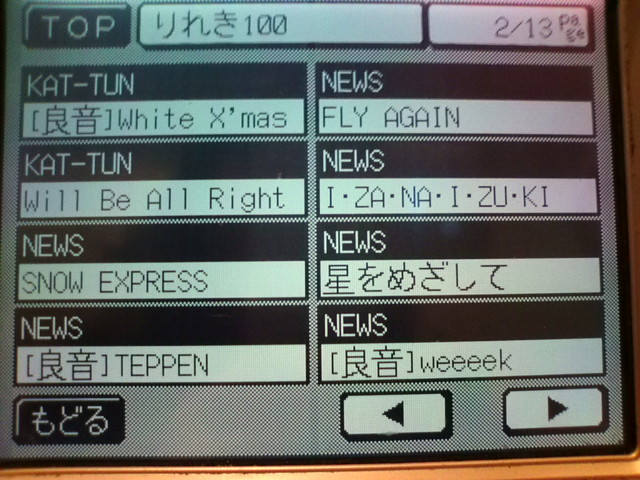 TOP りれき100 2/13 Page
KAT-TUN
[良音]White X'mas
NEWS
FLY AGAIN
KAT-TUN
Will Be All Right
NEWS
I・ZA・NA・I・ZU・KI
NEWS
SNOW EXPRESS
NEWS
星をめざして
NEWS
[良音]TEPPEN
NEWS
[良音]weeeek
もどる ◀ ▶